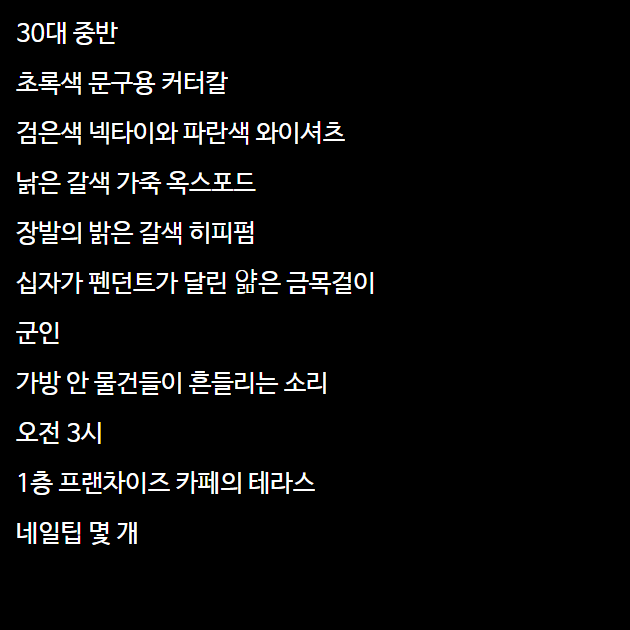 30대 중반
초록색 문구용 커터칼
검은색 넥타이와 파란색 와이셔츠
낡은 갈색 가죽 옥스포드
장발의 밝은 갈색 히피펌
십자가 펜던트가 달린 얇은 금목걸이
군인
가방 안 물건들이 흔들리는 소리
오전 3시
1층 프랜차이즈 카페의 테라스
네일팁 몇 개